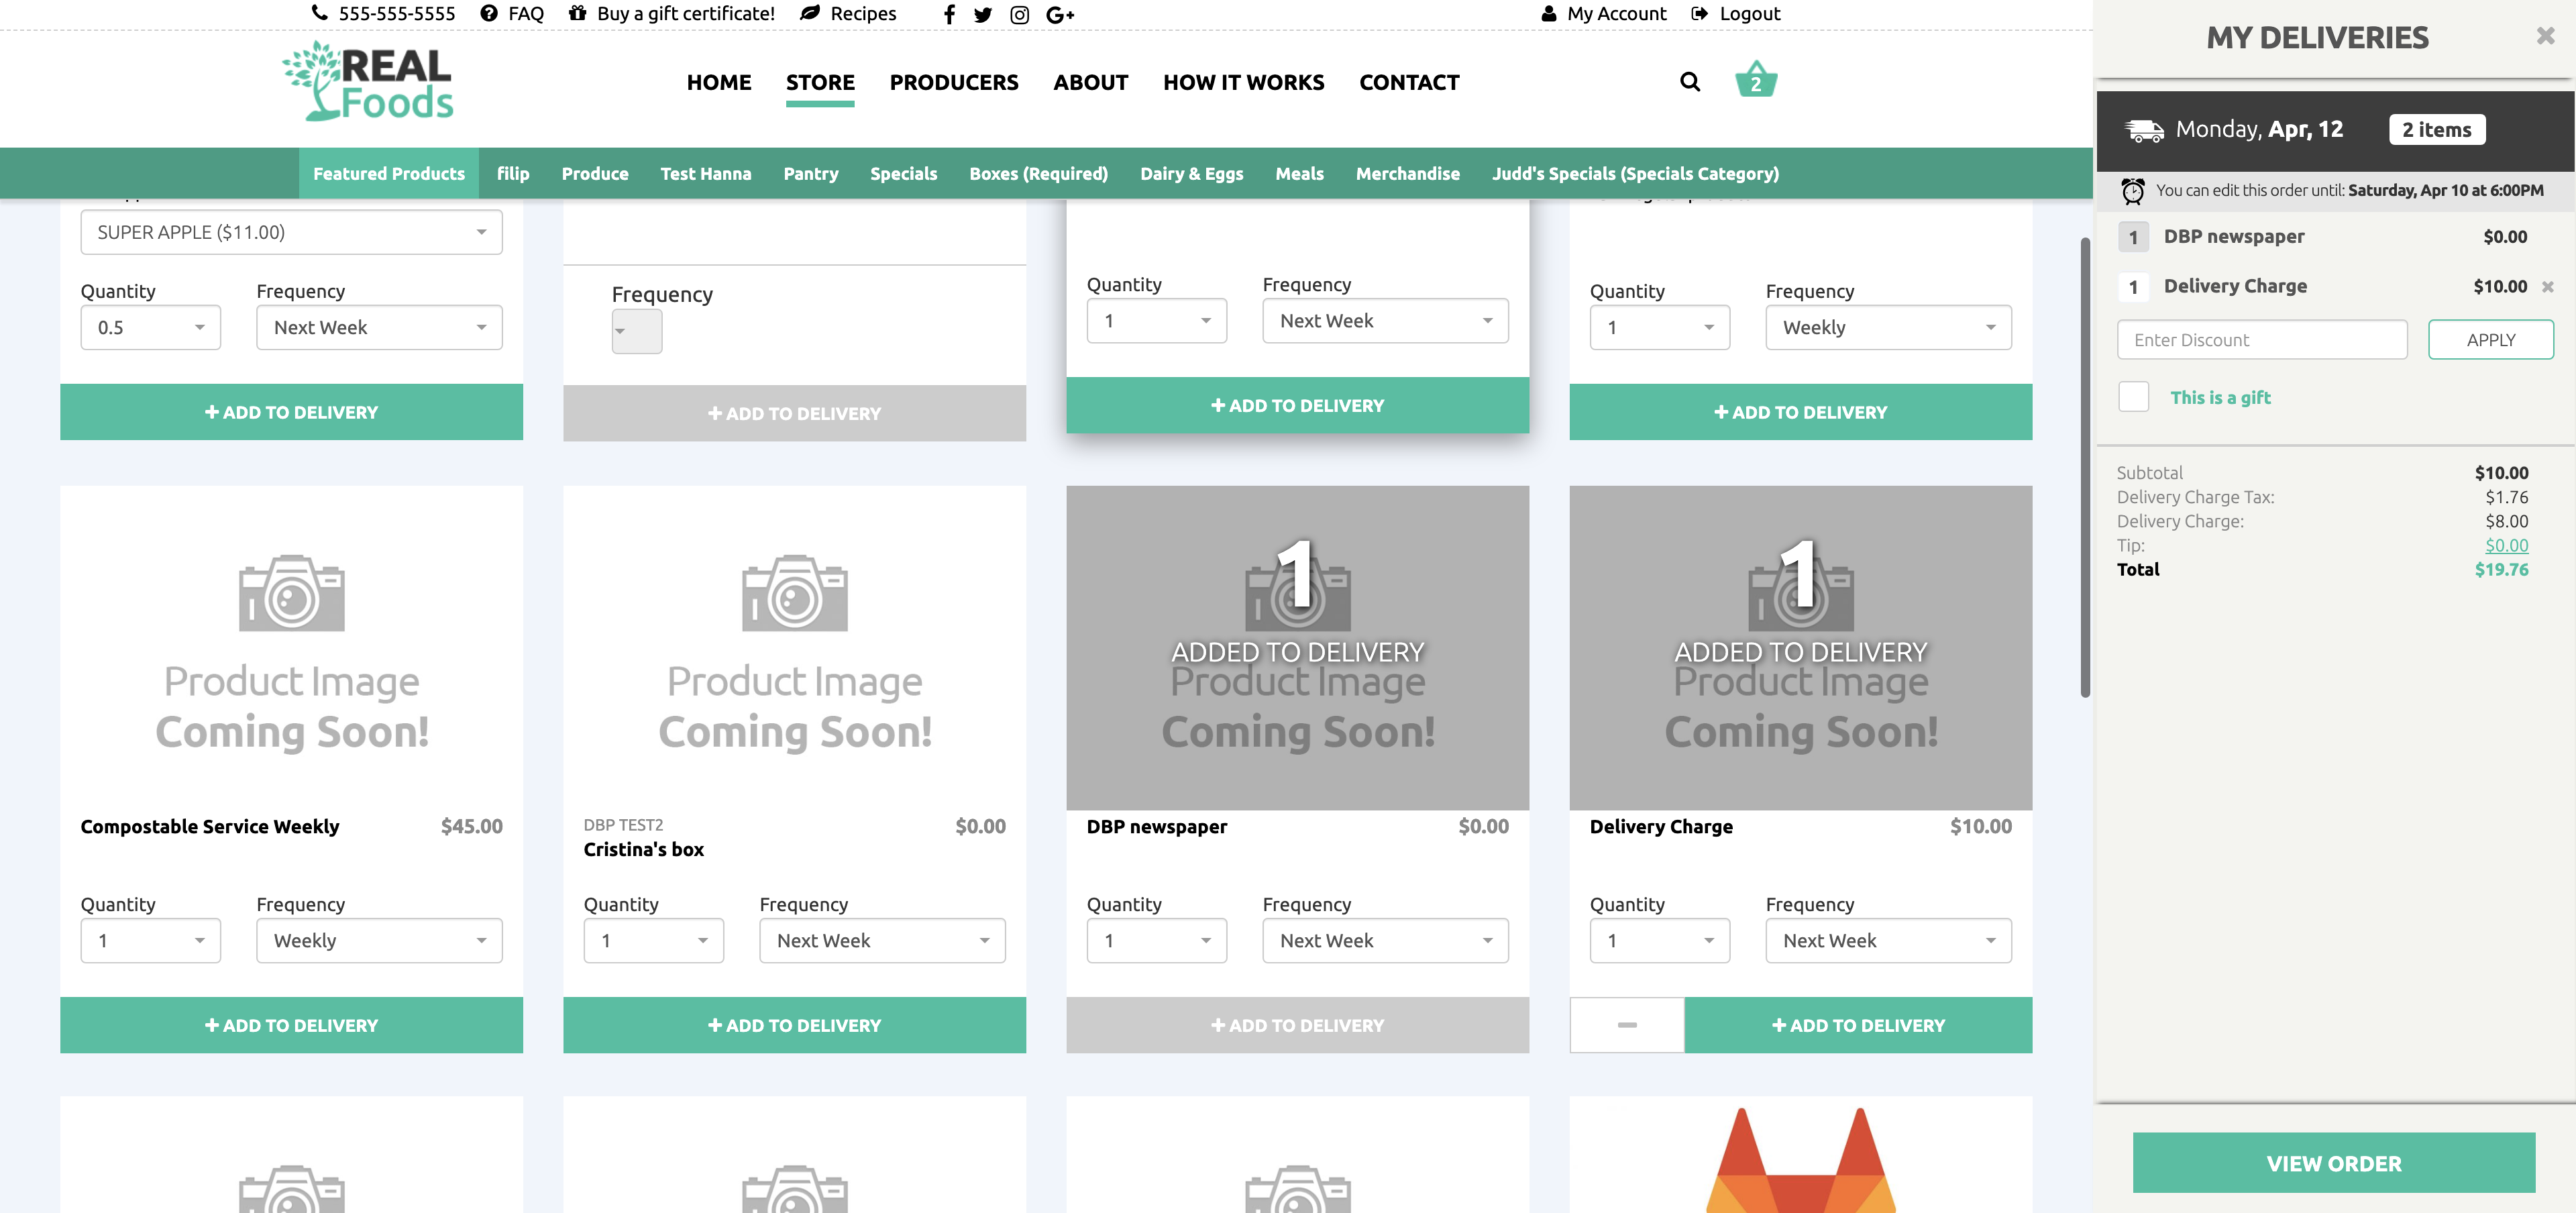 555-555-5555 FAQ Buy a gift certificate! Recipes My Account Logout
REAL
Foods
HOME STORE PRODUCERS ABOUT HOW IT WORKS CONTACT
2
Featured Products filip Produce Test Hanna Pantry Specials Boxes (Required) Dairy & Eggs Meals Merchandise Judd's Specials (Specials Category)
SUPER APPLE ($11.00)
Quantity Frequency
0.5 Next Week
+ ADD TO DELIVERY
Frequency
+ ADD TO DELIVERY
Quantity Frequency
1 Next Week
+ ADD TO DELIVERY
Quantity Frequency
1 Weekly
+ ADD TO DELIVERY
Product Image
Coming Soon!
Compostable Service Weekly $45.00
Quantity Frequency
1 Weekly
+ ADD TO DELIVERY
Product Image
Coming Soon!
DBP TEST2 $0.00
Cristina's box
Quantity Frequency
1 Next Week
+ ADD TO DELIVERY
1
ADDED TO DELIVERY
Product Image
Coming Soon!
DBP newspaper $0.00
Quantity Frequency
1 Next Week
+ ADD TO DELIVERY
1
ADDED TO DELIVERY
Product Image
Coming Soon!
Delivery Charge $10.00
Quantity Frequency
1 Next Week
+ ADD TO DELIVERY
MY DELIVERIES
Monday, Apr, 12 2 items
You can edit this order until: Saturday, Apr 10 at 6:00PM
1 DBP newspaper $0.00
1 Delivery Charge $10.00
Enter Discount APPLY
This is a gift
Subtotal $10.00
Delivery Charge Tax: $1.76
Delivery Charge: $8.00
Tip: $0.00
Total $19.76
VIEW ORDER